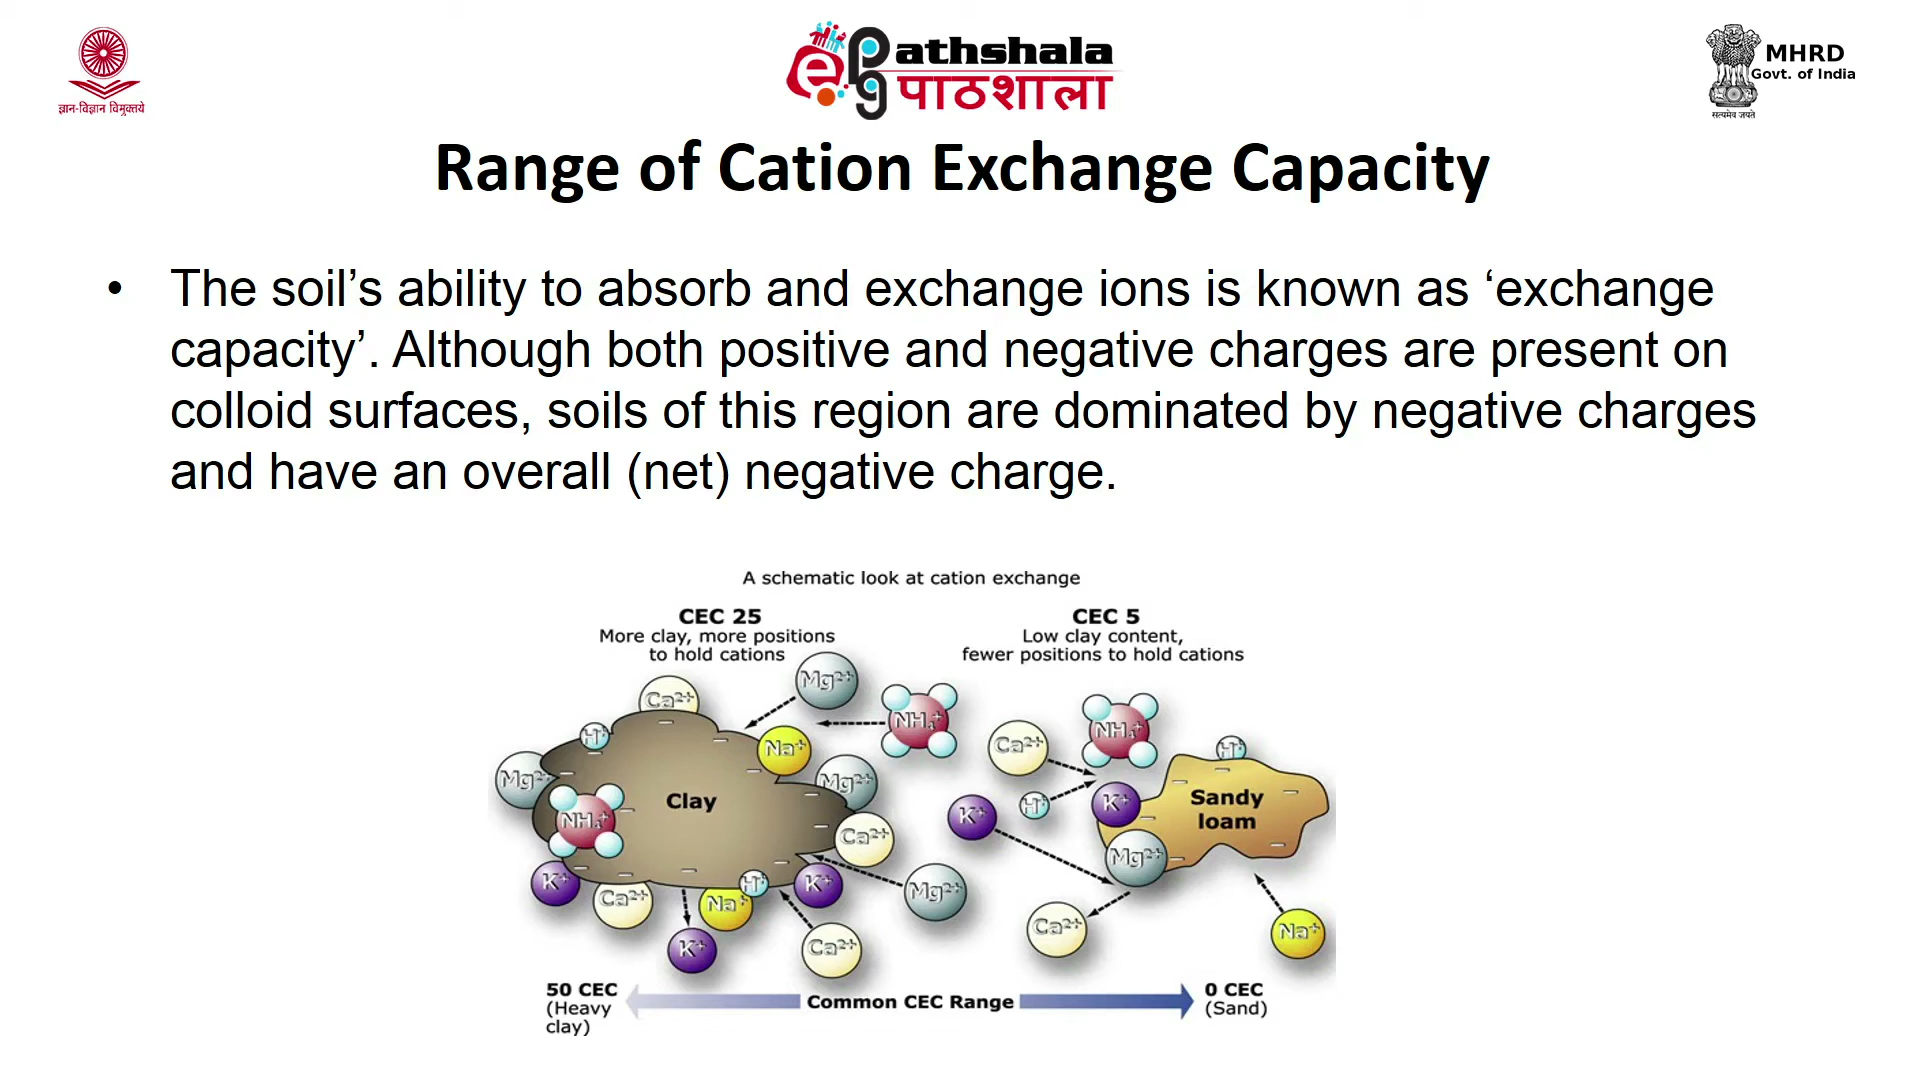 ज्ञान-विज्ञान विमुक्तये
e Pg athshala
पाठशाला
MHRD
Govt. of India
सत्यमेव जयते
Range of Cation Exchange Capacity
• The soil’s ability to absorb and exchange ions is known as ‘exchange
capacity’. Although both positive and negative charges are present on
colloid surfaces, soils of this region are dominated by negative charges
and have an overall (net) negative charge.
A schematic look at cation exchange
CEC 25
More clay, more positions
to hold cations
CEC 5
Low clay content,
fewer positions to hold cations
Ca²⁺
Mg²⁺
NH₄⁺
H⁺
Na⁺
Mg²⁺
Mg²⁺
Clay
NH₄⁺
Ca²⁺
K⁺
Ca²⁺
Na⁺
H⁺
K⁺
Mg²⁺
K⁺
Ca²⁺
NH₄⁺
Ca²⁺
H⁺
H⁺
K⁺
K⁺
Sandy
loam
Mg²⁺
Ca²⁺
Na⁺
50 CEC
(Heavy
clay)
Common CEC Range
0 CEC
(Sand)